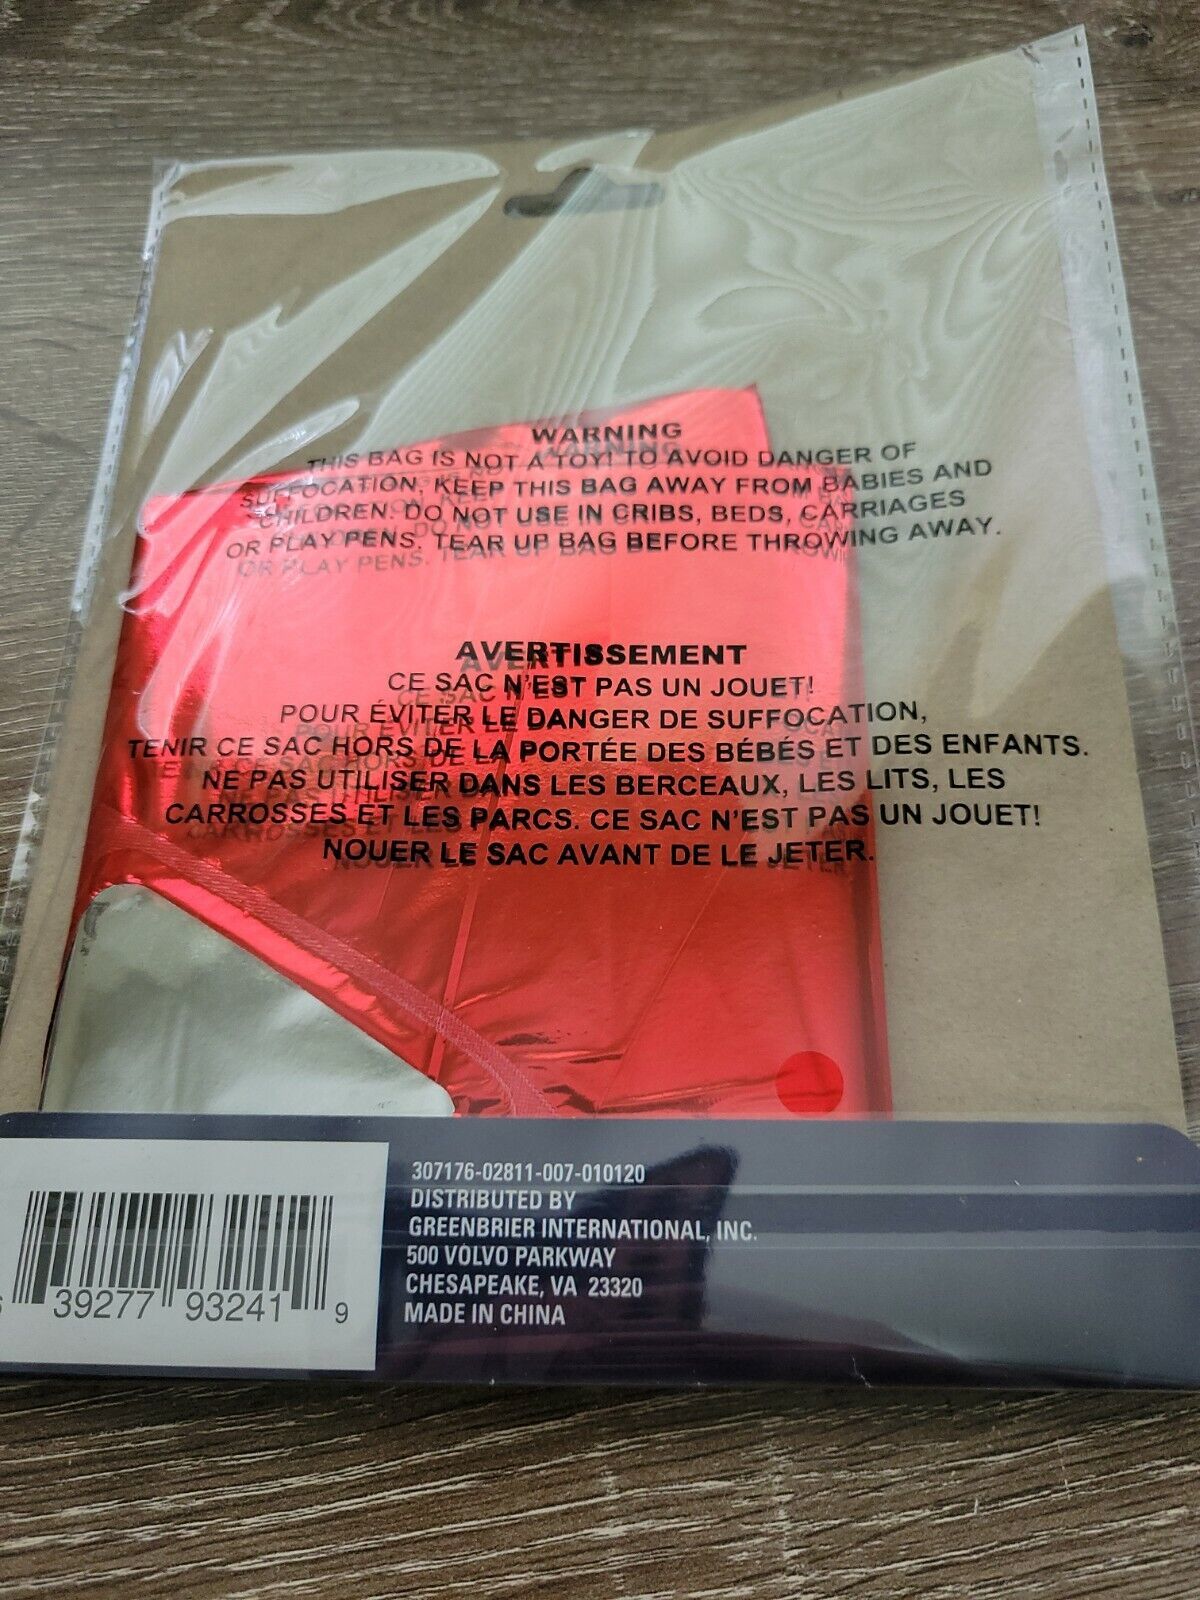 WARNING
THIS BAG IS NOT A TOY! TO AVOID DANGER OF
SUFFOCATION, KEEP THIS BAG AWAY FROM BABIES AND
CHILDREN. DO NOT USE IN CRIBS, BEDS, CARRIAGES
OR PLAY PENS. TEAR UP BAG BEFORE THROWING AWAY.
AVERTISSEMENT
CE SAC N'EST PAS UN JOUET!
POUR ÉVITER LE DANGER DE SUFFOCATION,
TENIR CE SAC HORS DE LA PORTÉE DES BÉBÉS ET DES ENFANTS.
NE PAS UTILISER DANS LES BERCEAUX, LES LITS, LES
CARROSSES ET LES PARCS. CE SAC N'EST PAS UN JOUET!
NOUER LE SAC AVANT DE LE JETER.
307176-02811-007-010120
DISTRIBUTED BY
GREENBRIER INTERNATIONAL, INC.
500 VOLVO PARKWAY
CHESAPEAKE, VA 23320
MADE IN CHINA
39277 93241 9